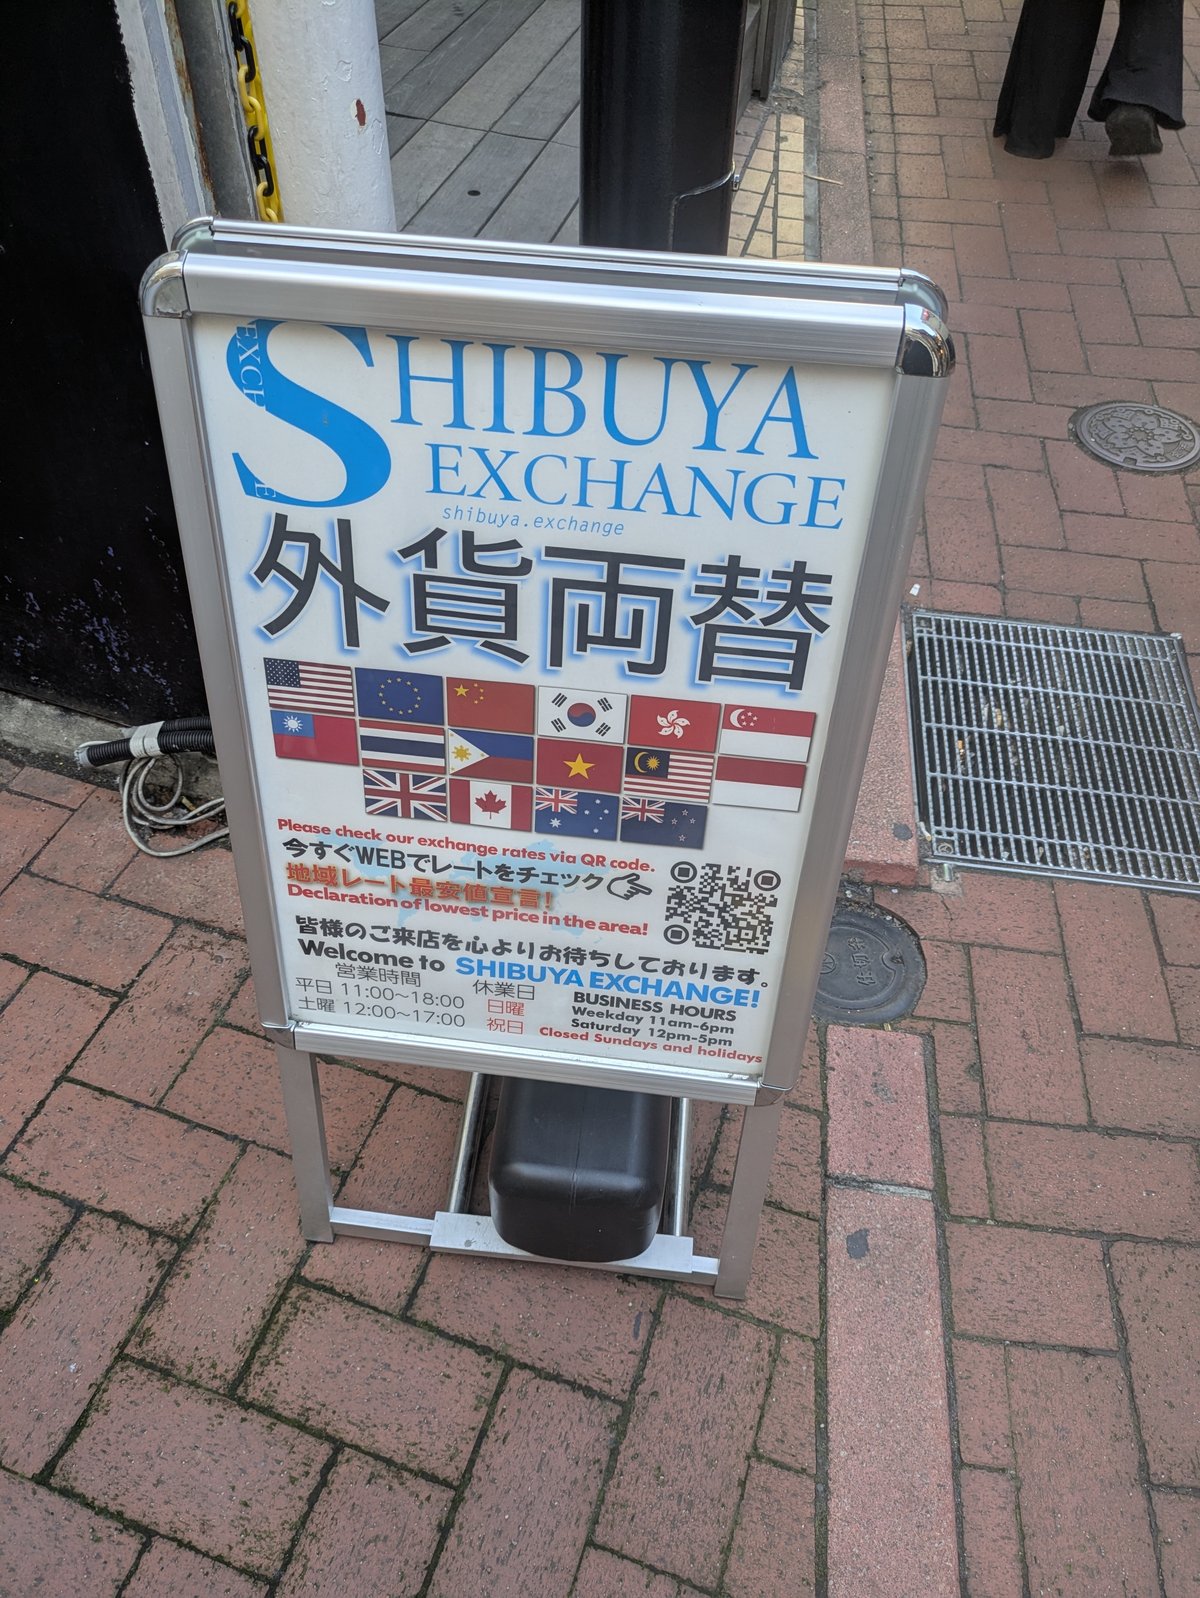 SHIBUYA
EXCHANGE
shibuya.exchange
外貨両替
Please check our exchange rates via QR code.
今すぐWEBでレートをチェック
地域レート最安値宣言!
Declaration of lowest price in the area!
皆様のご来店を心よりお待ちしております。
Welcome to SHIBUYA EXCHANGE!
営業時間 休業日
平日 11:00～18:00 日曜
土曜 12:00～17:00 祝日
BUSINESS HOURS
Weekday 11am-6pm
Saturday 12pm-5pm
Closed Sundays and holidays